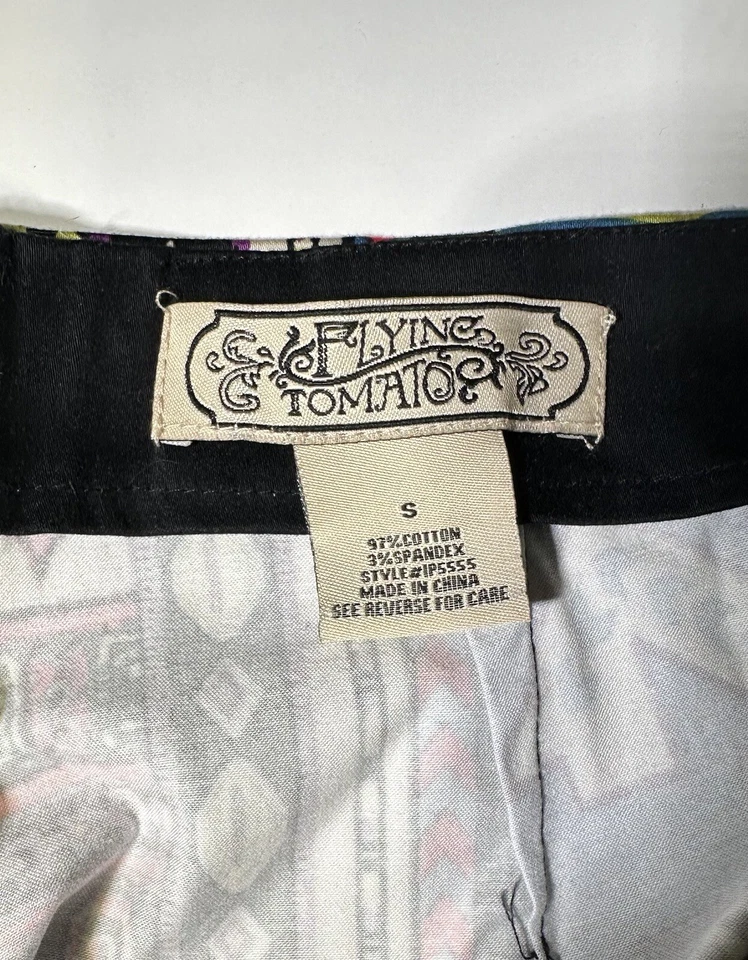 FLYING
TOMATO
S
97%COTTON
3%SPANDEX
STYLE#IP5555
MADE IN CHINA
SEE REVERSE FOR CARE